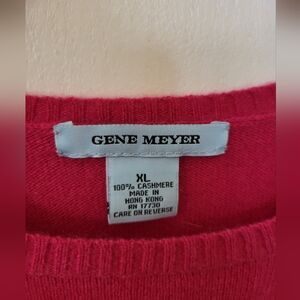 GENE MEYER
XL
100% CASHMERE
MADE IN
HONG KONG
RN 17730
CARE ON REVERSE